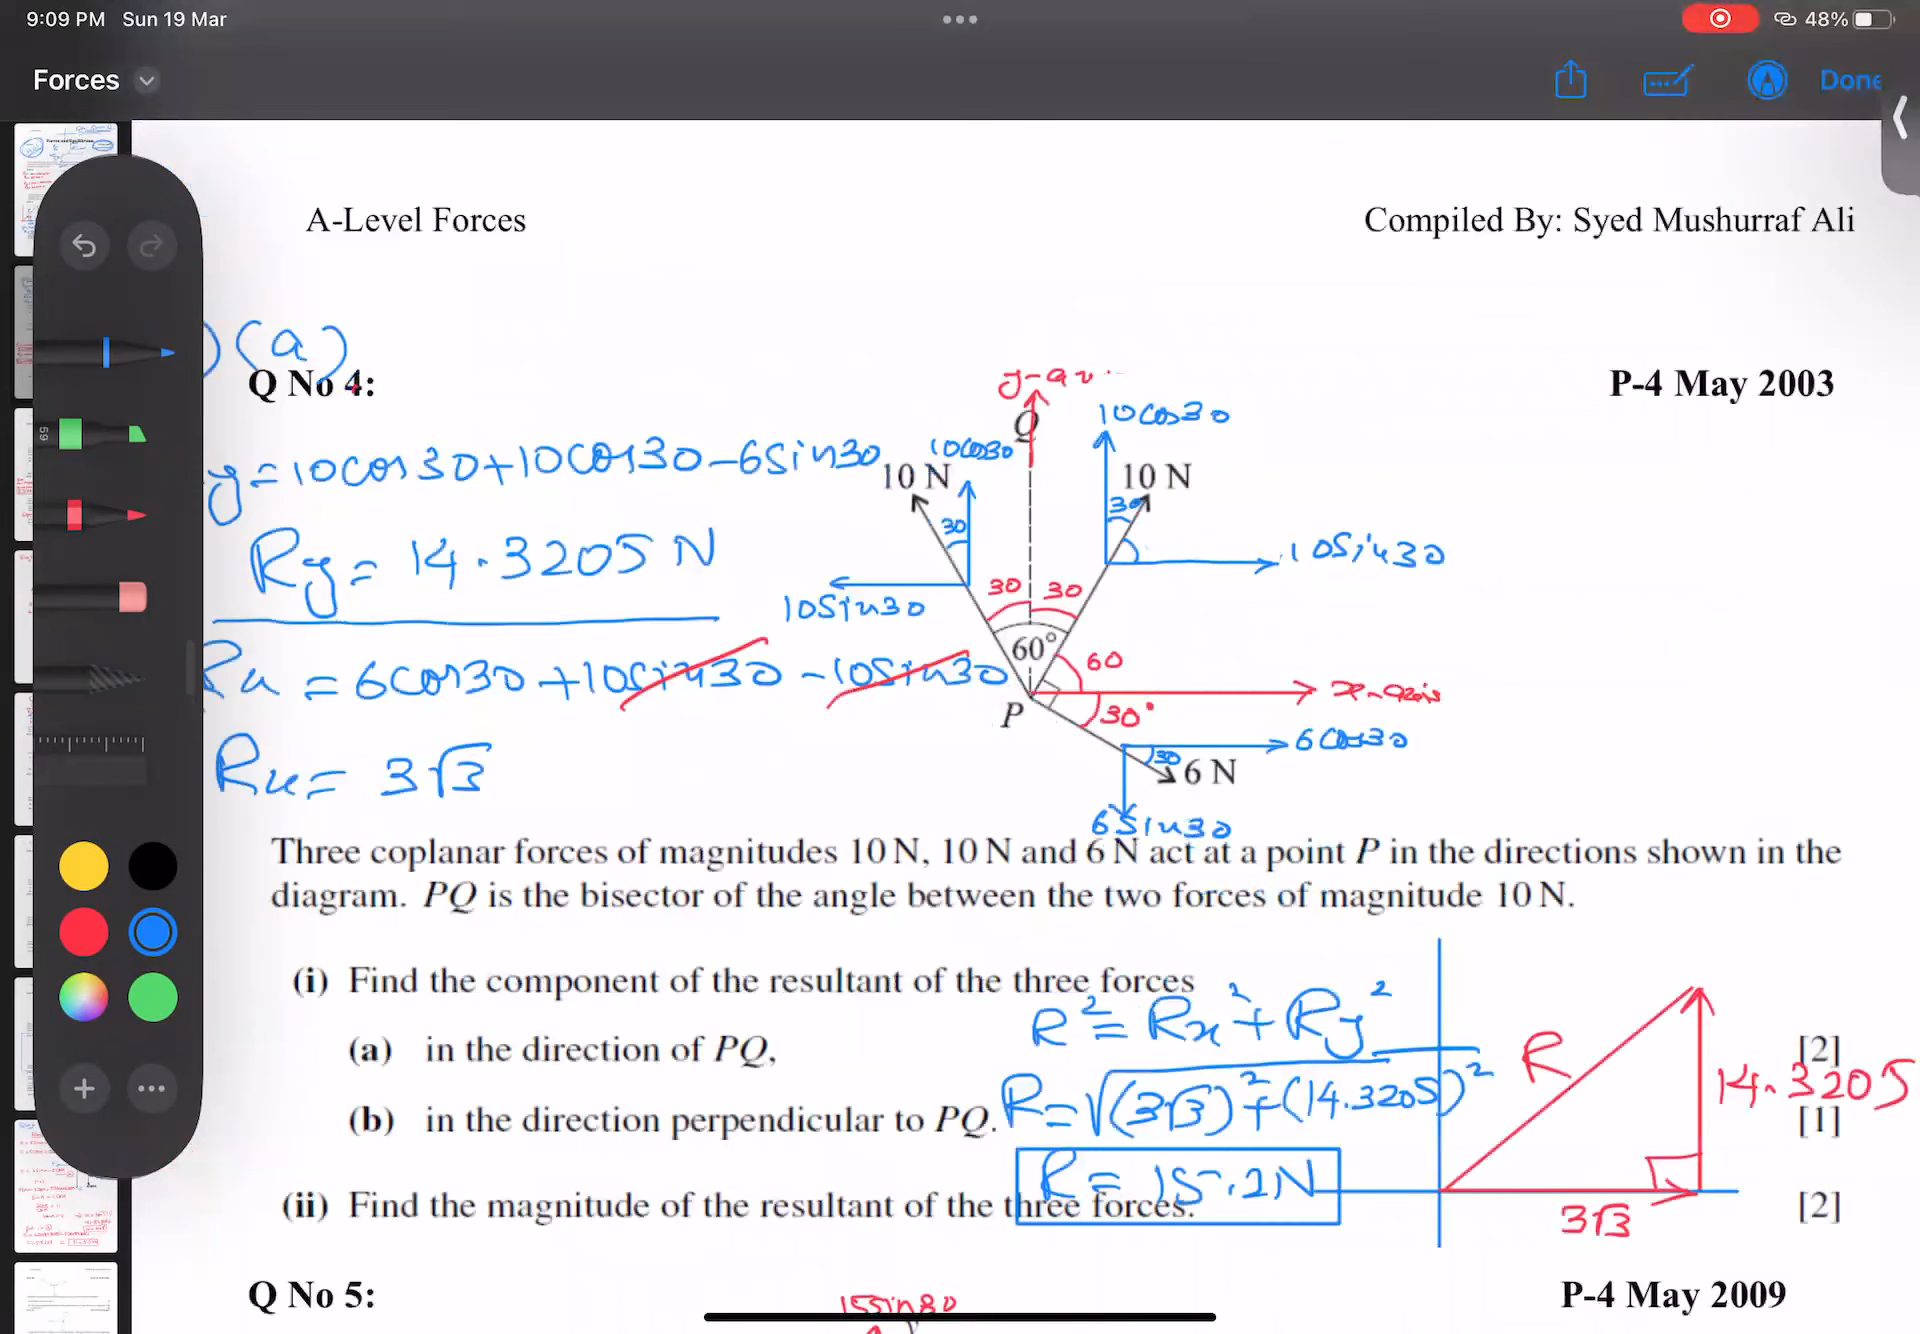 9:09 PM Sun 19 Mar
48%
Forces
Done
A-Level Forces
Compiled By: Syed Mushurraf Ali
)(a)
Q No 4:
P-4 May 2003
Q
10cos30
10cos30
y = 10cos30+10cos30-6sin30
10 N
10 N
30
30
Ry = 14.3205 N
10sin30
10sin30
30 30
60°
60
Rx = 6cos30 +10sin30 -10sin30
x-axis
P
30°
6cos30
30
6 N
Rx = 3√3
6sin30
Three coplanar forces of magnitudes 10 N, 10 N and 6 N act at a point P in the directions shown in the
diagram. PQ is the bisector of the angle between the two forces of magnitude 10 N.
(i) Find the component of the resultant of the three forces
R² = Rx² + Ry²
(a) in the direction of PQ,
[2]
R
14.3205
R=√(3√3)²+(14.3205)²
(b) in the direction perpendicular to PQ.
[1]
R = 15.2N
(ii) Find the magnitude of the resultant of the three forces.
[2]
3√3
Q No 5:
P-4 May 2009
15sin80